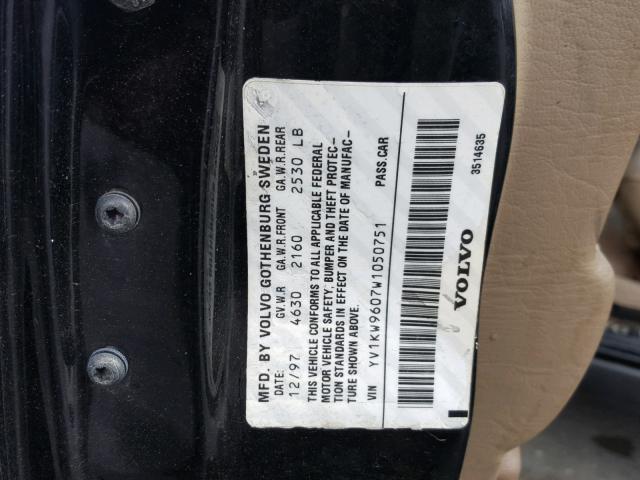 MFD. BY VOLVO GOTHENBURG SWEDEN
DATE: GV.W.R GA.W.R.FRONT GA.W.R.REAR
12/97 4630 2160 2530 LB
THIS VEHICLE CONFORMS TO ALL APPLICABLE FEDERAL
MOTOR VEHICLE SAFETY, BUMPER AND THEFT PROTEC-
TION STANDARDS IN EFFECT ON THE DATE OF MANUFAC-
TURE SHOWN ABOVE.
VIN YV1KW9607W1050751 PASS.CAR
VOLVO 3514635